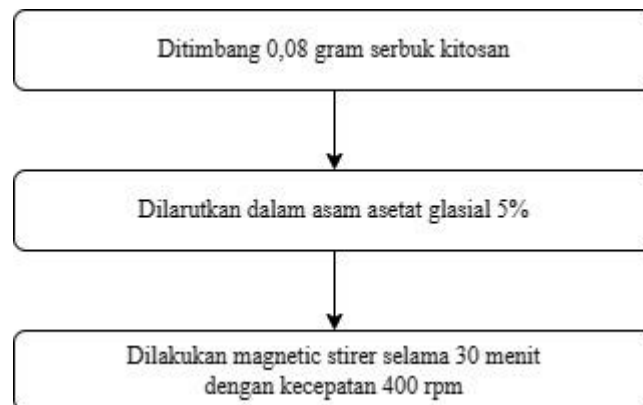 Ditimbang 0,08 gram serbuk kitosan
Dilarutkan dalam asam asetat glasial 5%
Dilakukan magnetic stirer selama 30 menit
dengan kecepatan 400 rpm